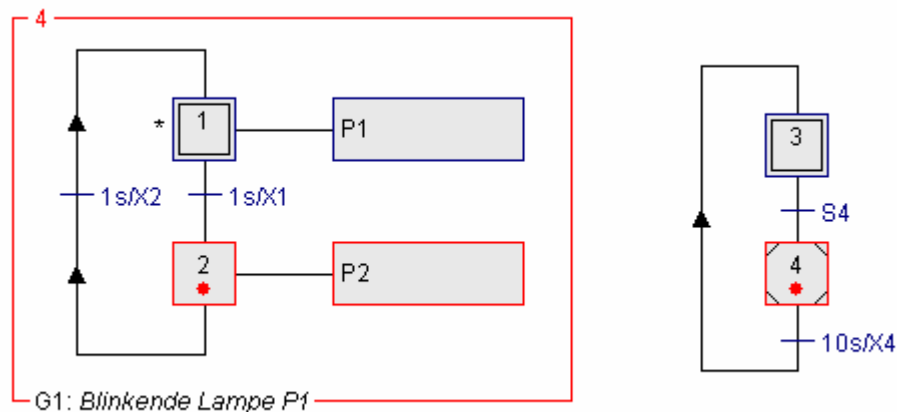 4
* 1 P1
1s/X2 1s/X1
2 P2
G1: Blinkende Lampe P1
3
S4
4
10s/X4